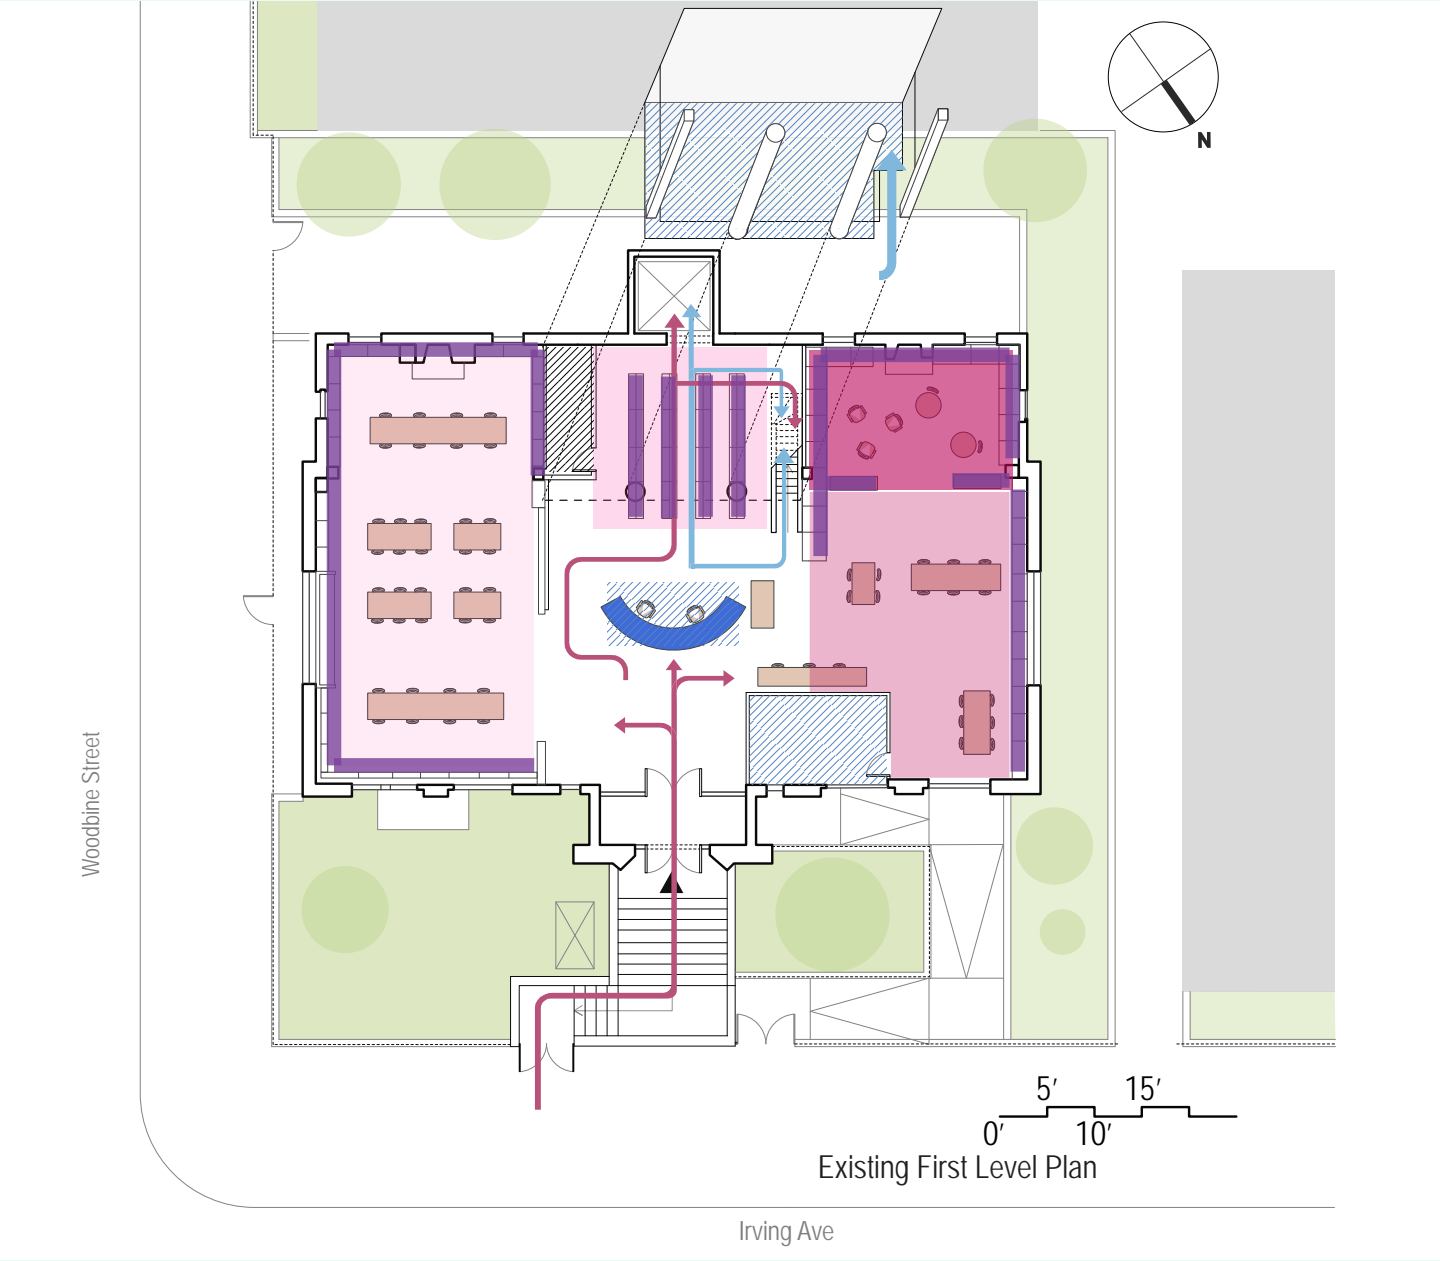 N
Woodbine Street
5' 15'
0' 10'
Existing First Level Plan
Irving Ave